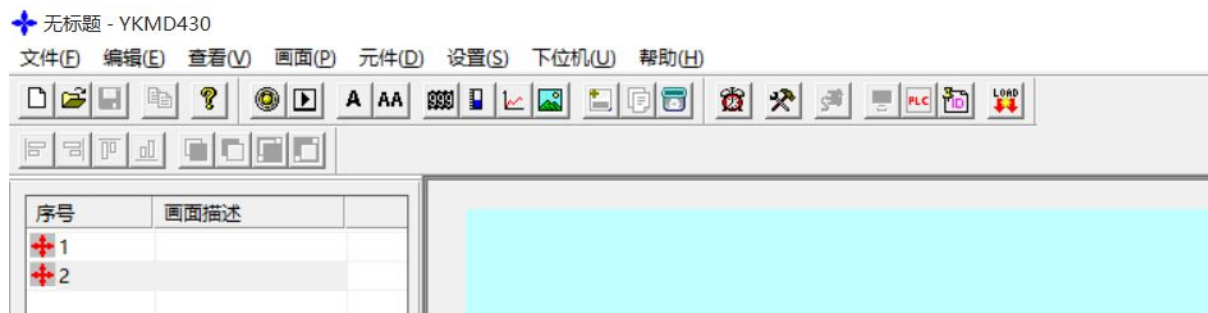 无标题 - YKMD430
文件(F) 编辑(E) 查看(V) 画面(P) 元件(D) 设置(S) 下位机(U) 帮助(H)
A AA PLC ID LOAD
序号 画面描述
1
2